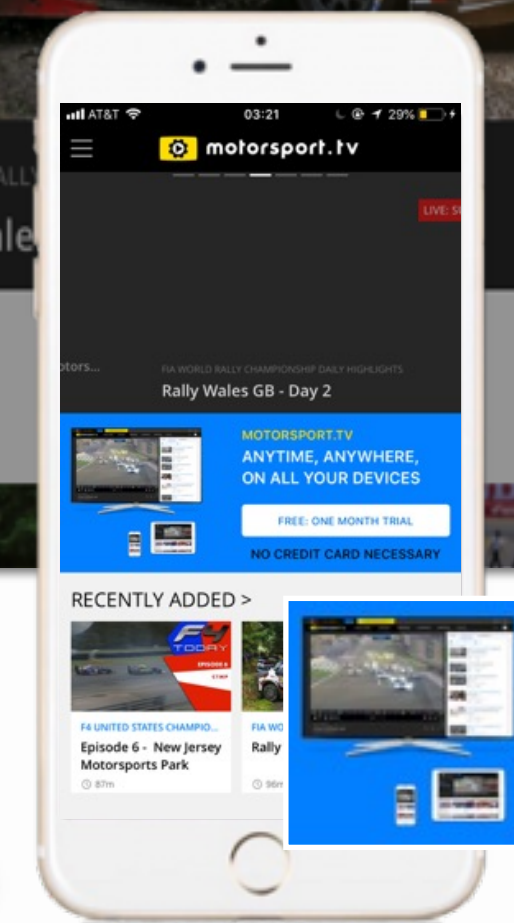 AT&T 03:21 29%
motorsport.tv
LIVE:
FIA WORLD RALLY CHAMPIONSHIP DAILY HIGHLIGHTS
Rally Wales GB - Day 2
MOTORSPORT.TV
ANYTIME, ANYWHERE,
ON ALL YOUR DEVICES
FREE: ONE MONTH TRIAL
NO CREDIT CARD NECESSARY
RECENTLY ADDED >
F4
TODAY
EPISODE 6
F4 UNITED STATES CHAMPIO...
Episode 6 - New Jersey
Motorsports Park
87m
FIA WO
Rally
96m